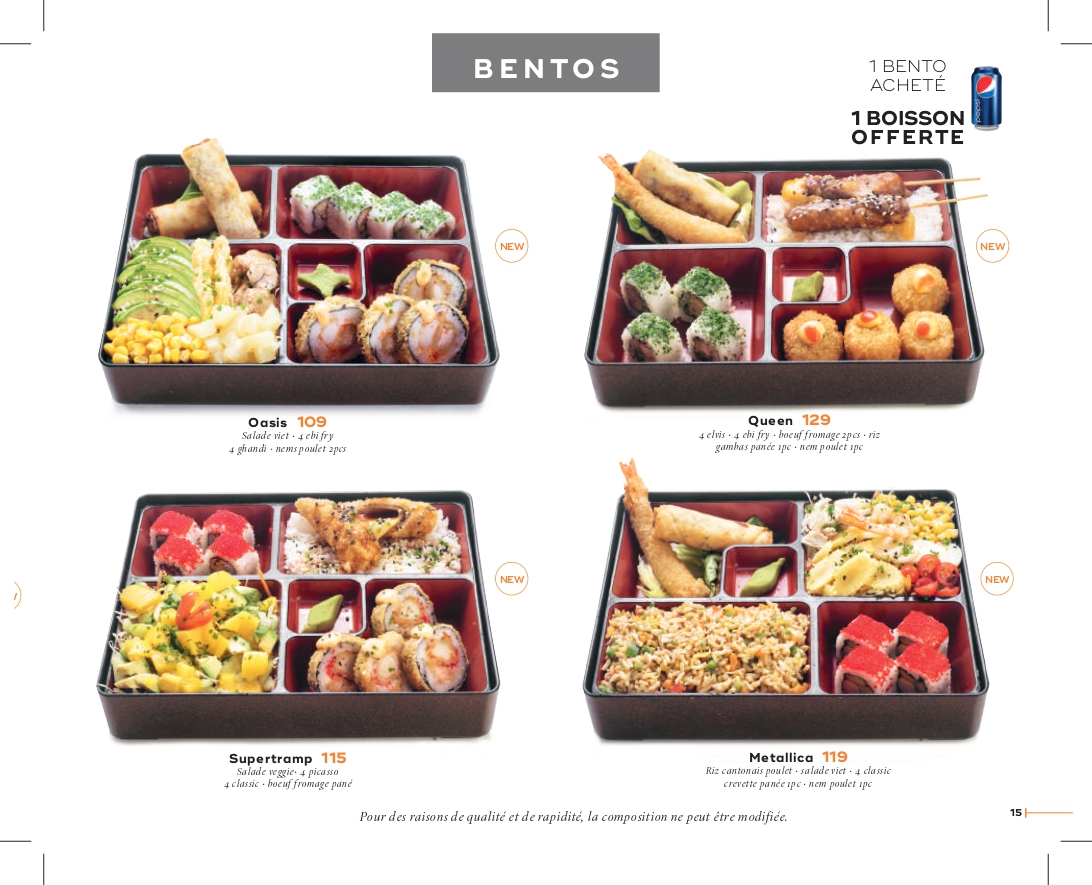 BENTOS
1 BENTO
ACHETÉ
1 BOISSON
OFFERTE
pepsi
NEW
NEW
Oasis 109
Salade viet · 4 ebi fry
4 ghandi · nems poulet 2pcs
Queen 129
4 elvis · 4 ebi fry · boeuf fromage 2pcs · riz
gambas panée 1pc · nem poulet 1pc
NEW
NEW
Supertramp 115
Salade veggie· 4 picasso
4 classic · boeuf fromage pané
Metallica 119
Riz cantonais poulet · salade viet · 4 classic
crevette panée 1pc · nem poulet 1pc
Pour des raisons de qualité et de rapidité, la composition ne peut être modifiée.
15